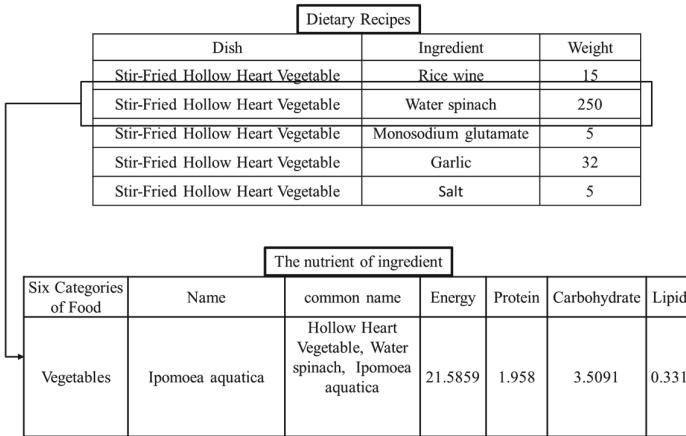 Dietary Recipes
Dish Ingredient Weight
Stir-Fried Hollow Heart Vegetable Rice wine 15
Stir-Fried Hollow Heart Vegetable Water spinach 250
Stir-Fried Hollow Heart Vegetable Monosodium glutamate 5
Stir-Fried Hollow Heart Vegetable Garlic 32
Stir-Fried Hollow Heart Vegetable Salt 5
The nutrient of ingredient
Six Categories
of Food
Name
common name
Energy
Protein
Carbohydrate
Lipid
Vegetables
Ipomoea aquatica
Hollow Heart
Vegetable, Water
spinach, Ipomoea
aquatica
21.5859
1.958
3.5091
0.331